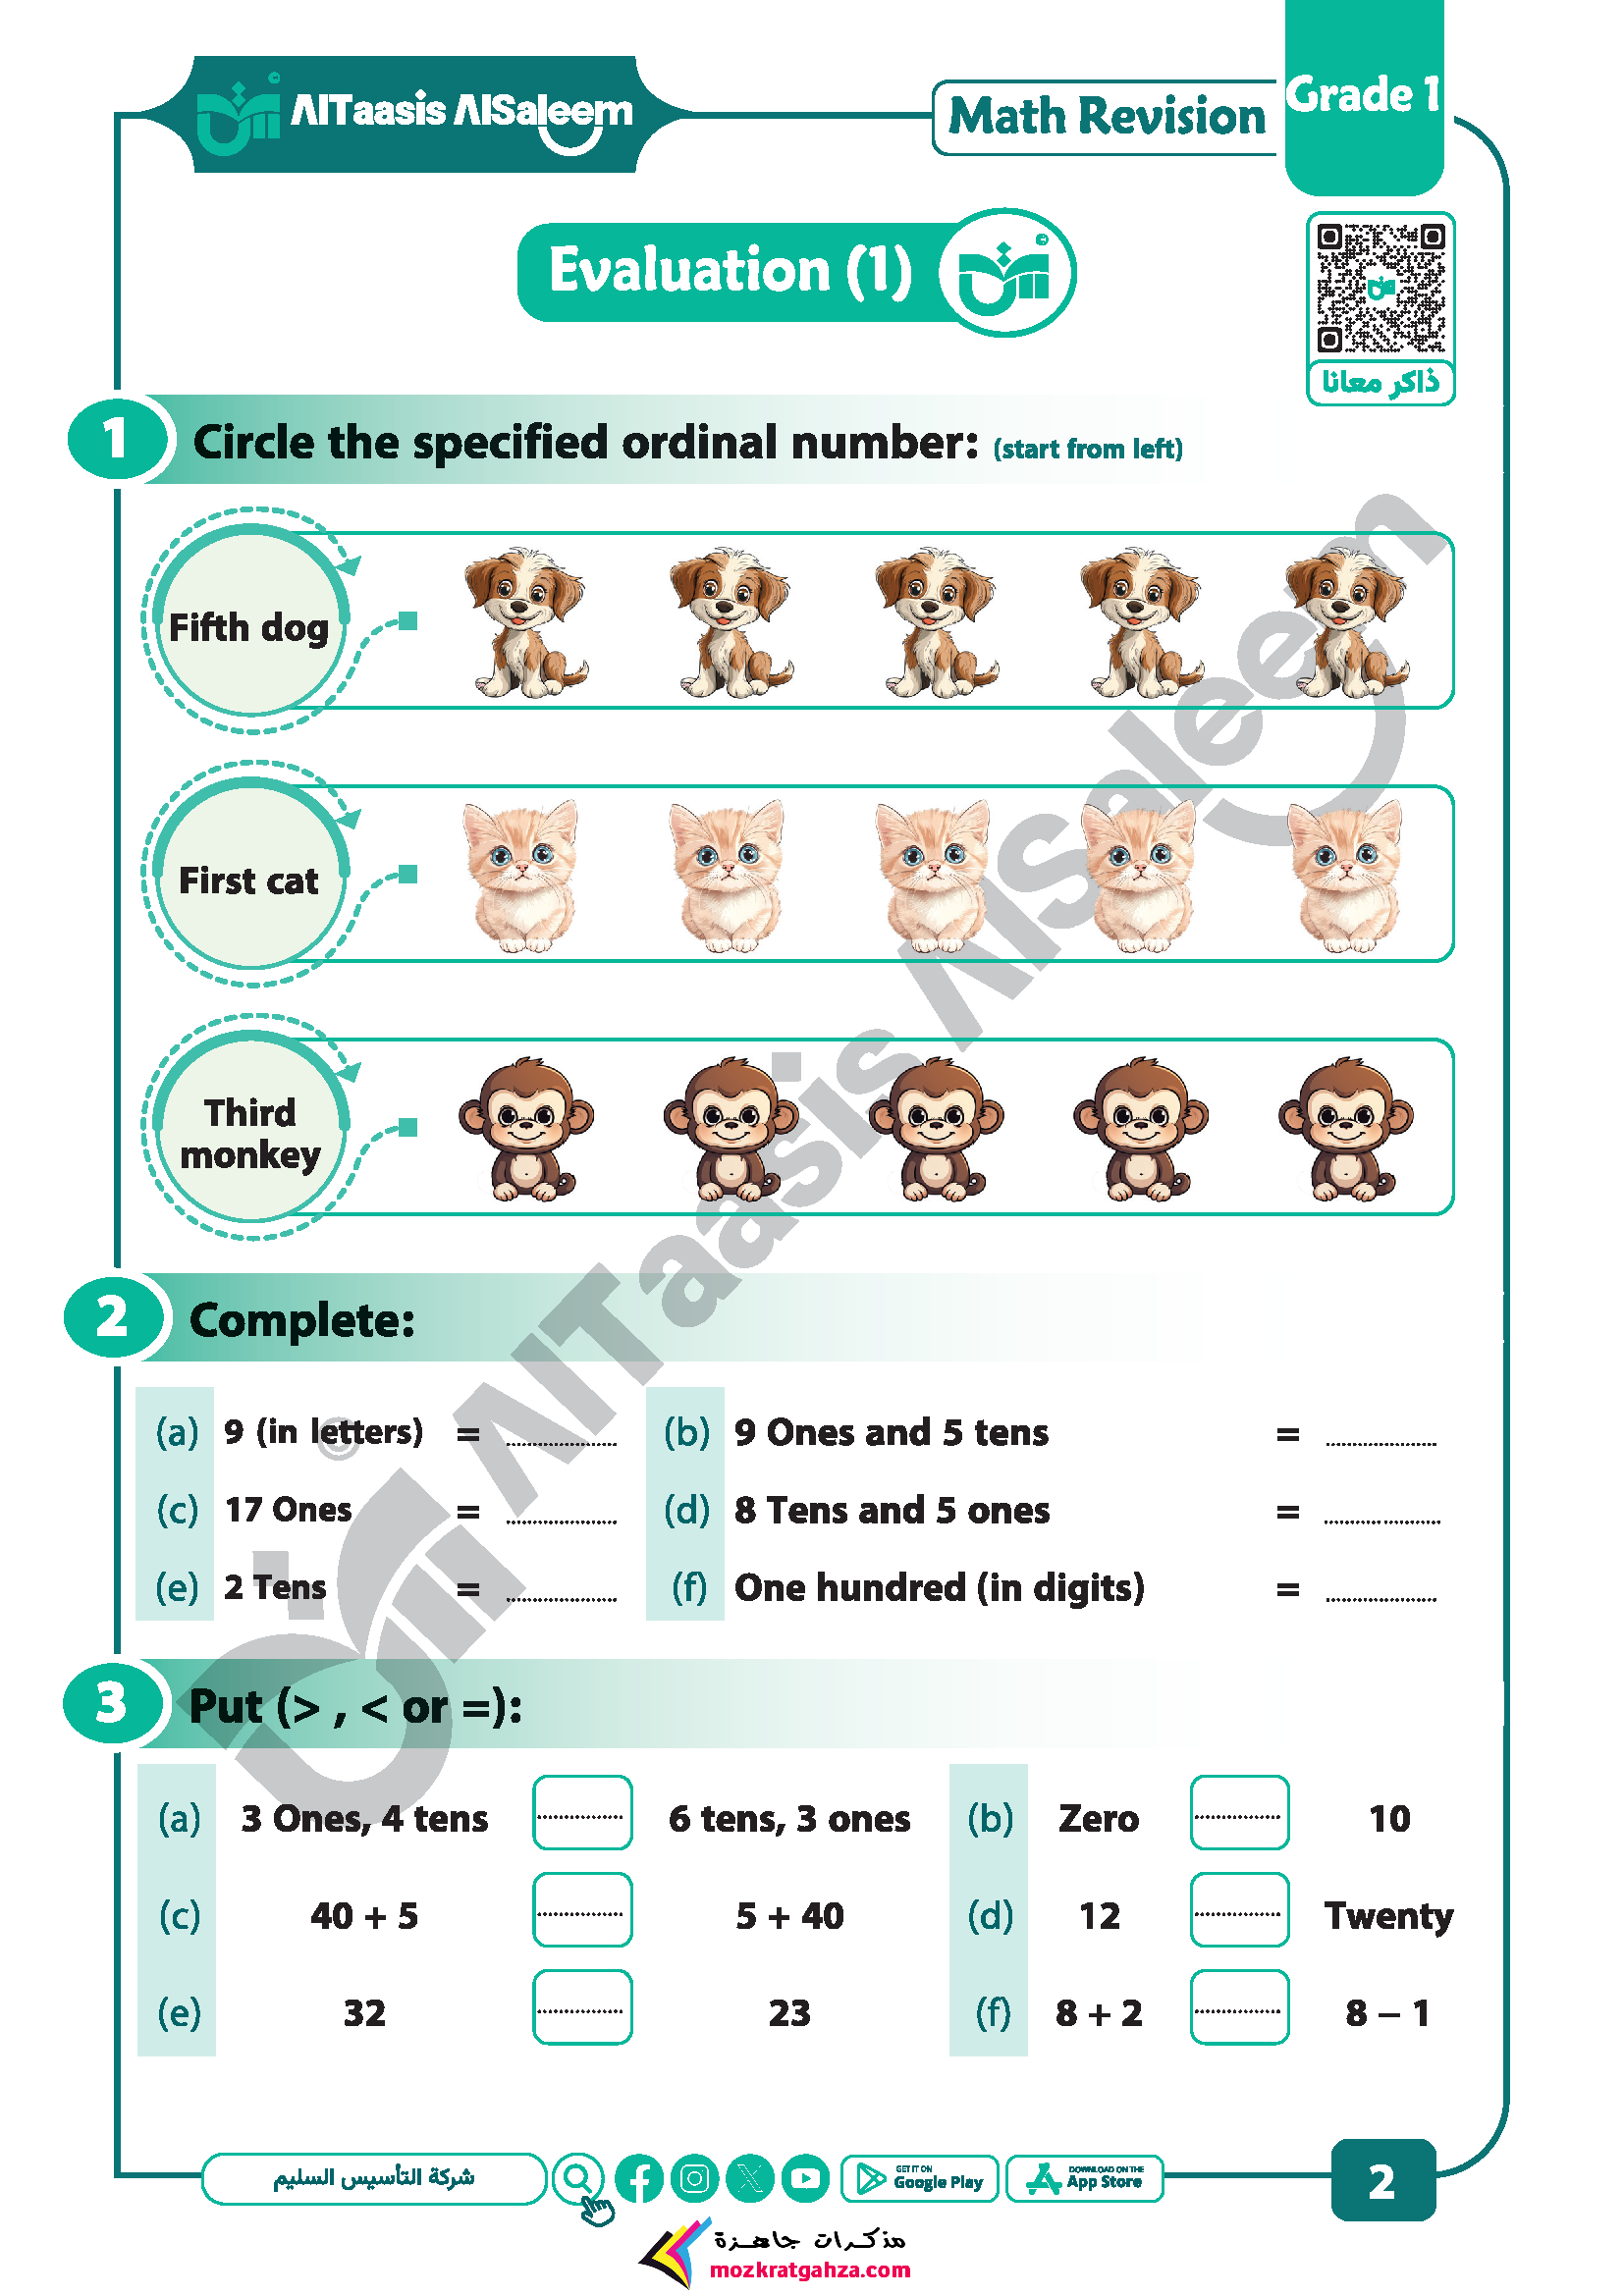 AlTaasis AlSaleem
Math Revision
Grade 1
Evaluation (1)
ذاكر معانا
1 Circle the specified ordinal number: (start from left)
Fifth dog
First cat
Third
monkey
2 Complete:
(a) 9 (in letters) = .................... (b) 9 Ones and 5 tens = ....................
(c) 17 Ones = .................... (d) 8 Tens and 5 ones = ....................
(e) 2 Tens = .................... (f) One hundred (in digits) = ....................
3 Put (> , < or =):
(a) 3 Ones, 4 tens .................... 6 tens, 3 ones (b) Zero .................... 10
(c) 40 + 5 .................... 5 + 40 (d) 12 .................... Twenty
(e) 32 .................... 23 (f) 8 + 2 .................... 8 – 1
AlTaasis AlSaleem
شركة التأسيس السليم
GET IT ON
Google Play
DOWNLOAD ON THE
App Store
2
مذكرات جاهزة
mozkratgahza.com